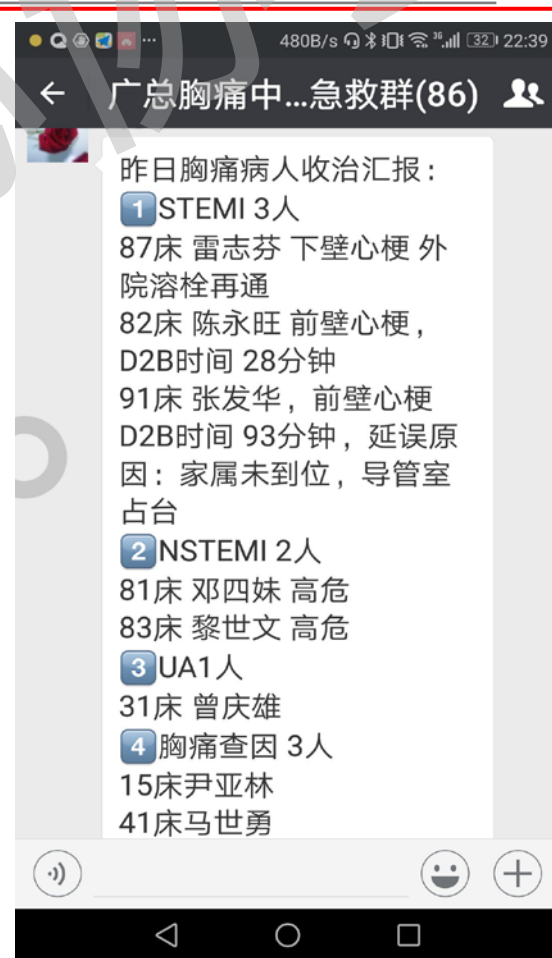 480B/s 36 32 22:39
广总胸痛中...急救群(86)
昨日胸痛病人收治汇报：
1 STEMI 3人
87床 雷志芬 下壁心梗 外
院溶栓再通
82床 陈永旺 前壁心梗，
D2B时间 28分钟
91床 张发华，前壁心梗
D2B时间 93分钟，延误原
因：家属未到位，导管室
占台
2 NSTEMI 2人
81床 邓四妹 高危
83床 黎世文 高危
3 UA1人
31床 曾庆雄
4 胸痛查因 3人
15床尹亚林
41床马世勇